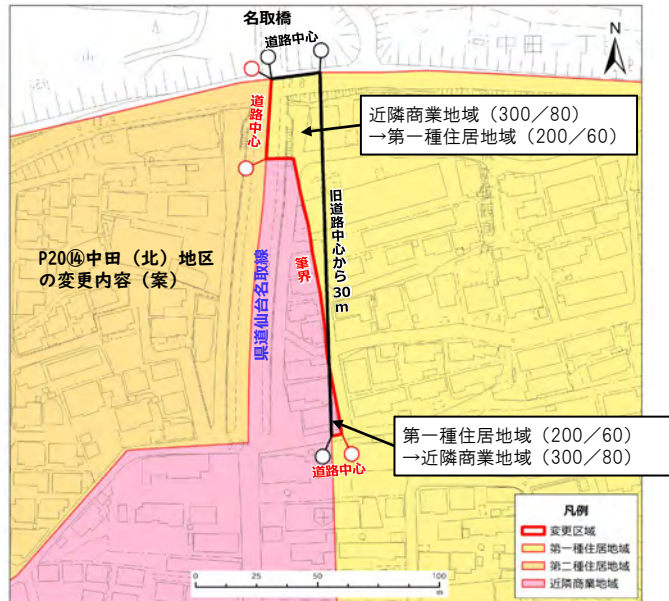 名取橋
道路中心
中田一丁
N
近隣商業地域（300／80）
→第一種住居地域（200／60）
道路中心
旧道路中心から30m
P20⑭中田（北）地区
の変更内容（案）
県道仙台名取線
筆界
第一種住居地域（200／60）
→近隣商業地域（300／80）
道路中心
凡例
変更区域
第一種住居地域
第二種住居地域
近隣商業地域
0 25 50 100
m